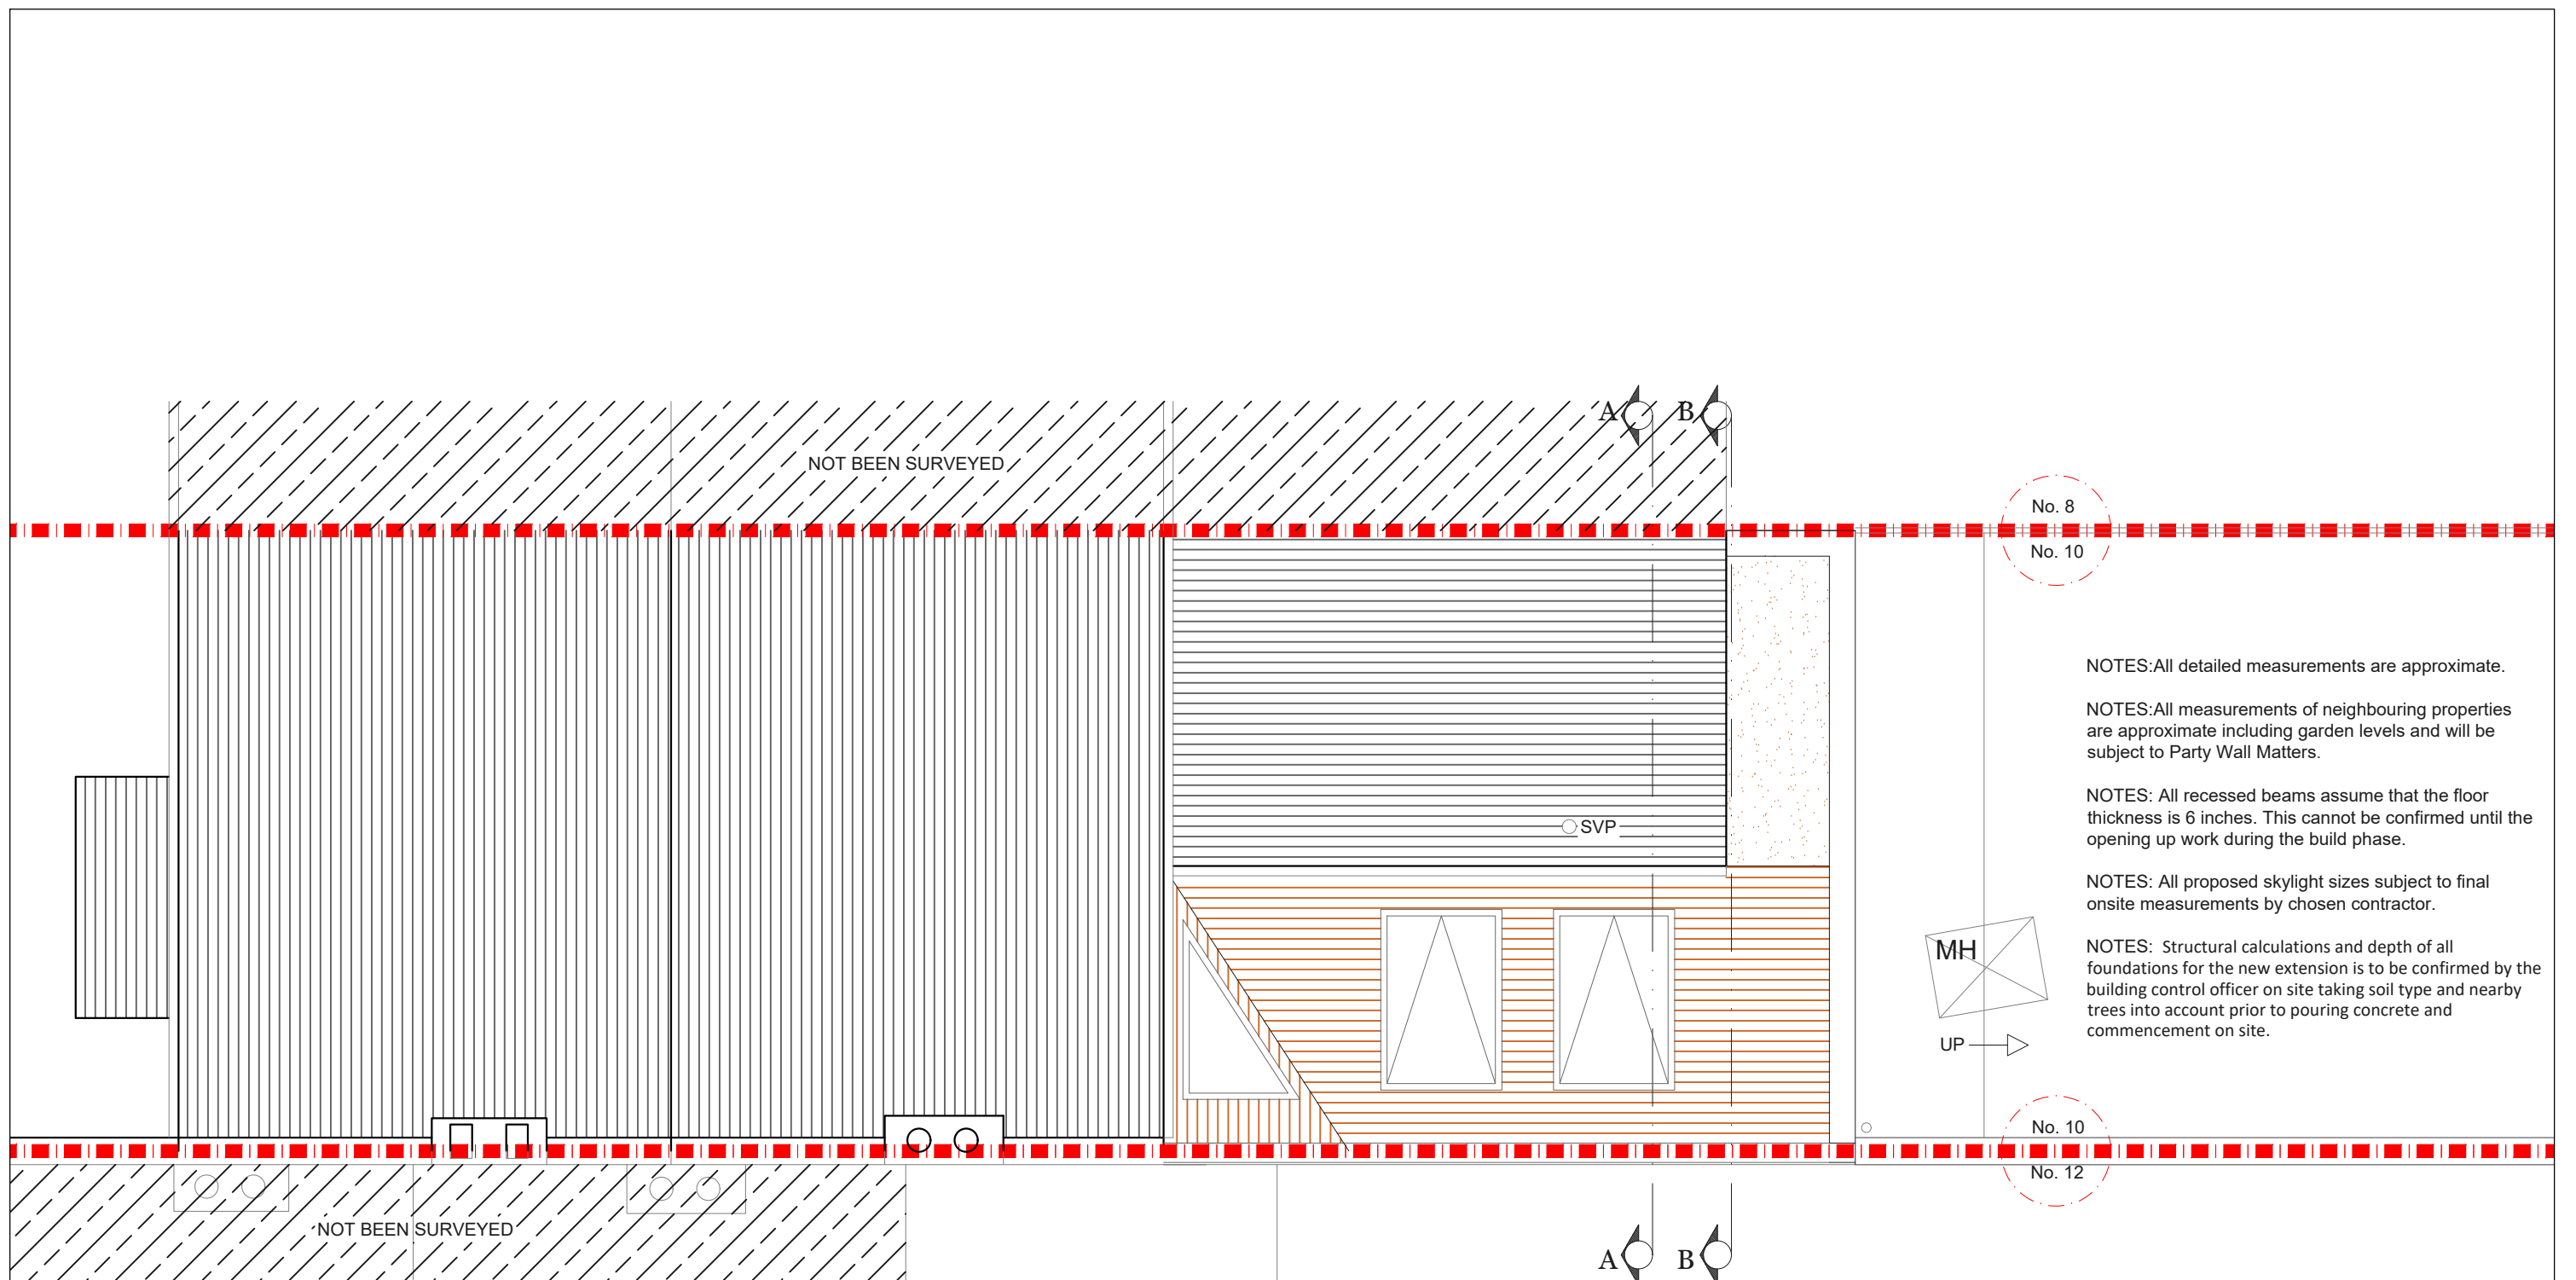 A
B
NOT BEEN SURVEYED
No. 8
No. 10
NOTES:All detailed measurements are approximate.
NOTES:All measurements of neighbouring properties
are approximate including garden levels and will be
subject to Party Wall Matters.
NOTES: All recessed beams assume that the floor
thickness is 6 inches. This cannot be confirmed until the
opening up work during the build phase.
SVP
NOTES: All proposed skylight sizes subject to final
onsite measurements by chosen contractor.
MH
NOTES: Structural calculations and depth of all
foundations for the new extension is to be confirmed by the
building control officer on site taking soil type and nearby
trees into account prior to pouring concrete and
commencement on site.
UP
No. 10
No. 12
NOT BEEN SURVEYED
A
B